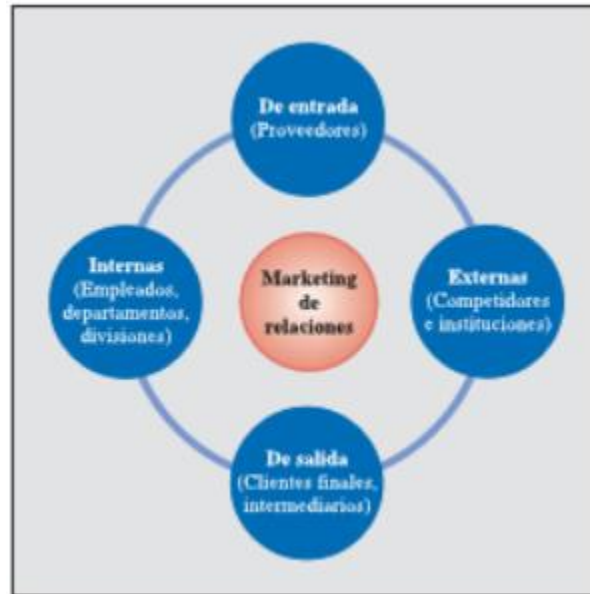 De entrada
(Proveedores)
Internas
(Empleados,
departamentos,
divisiones)
Marketing
de
relaciones
Externas
(Competidores
e instituciones)
De salida
(Clientes finales,
intermediarios)